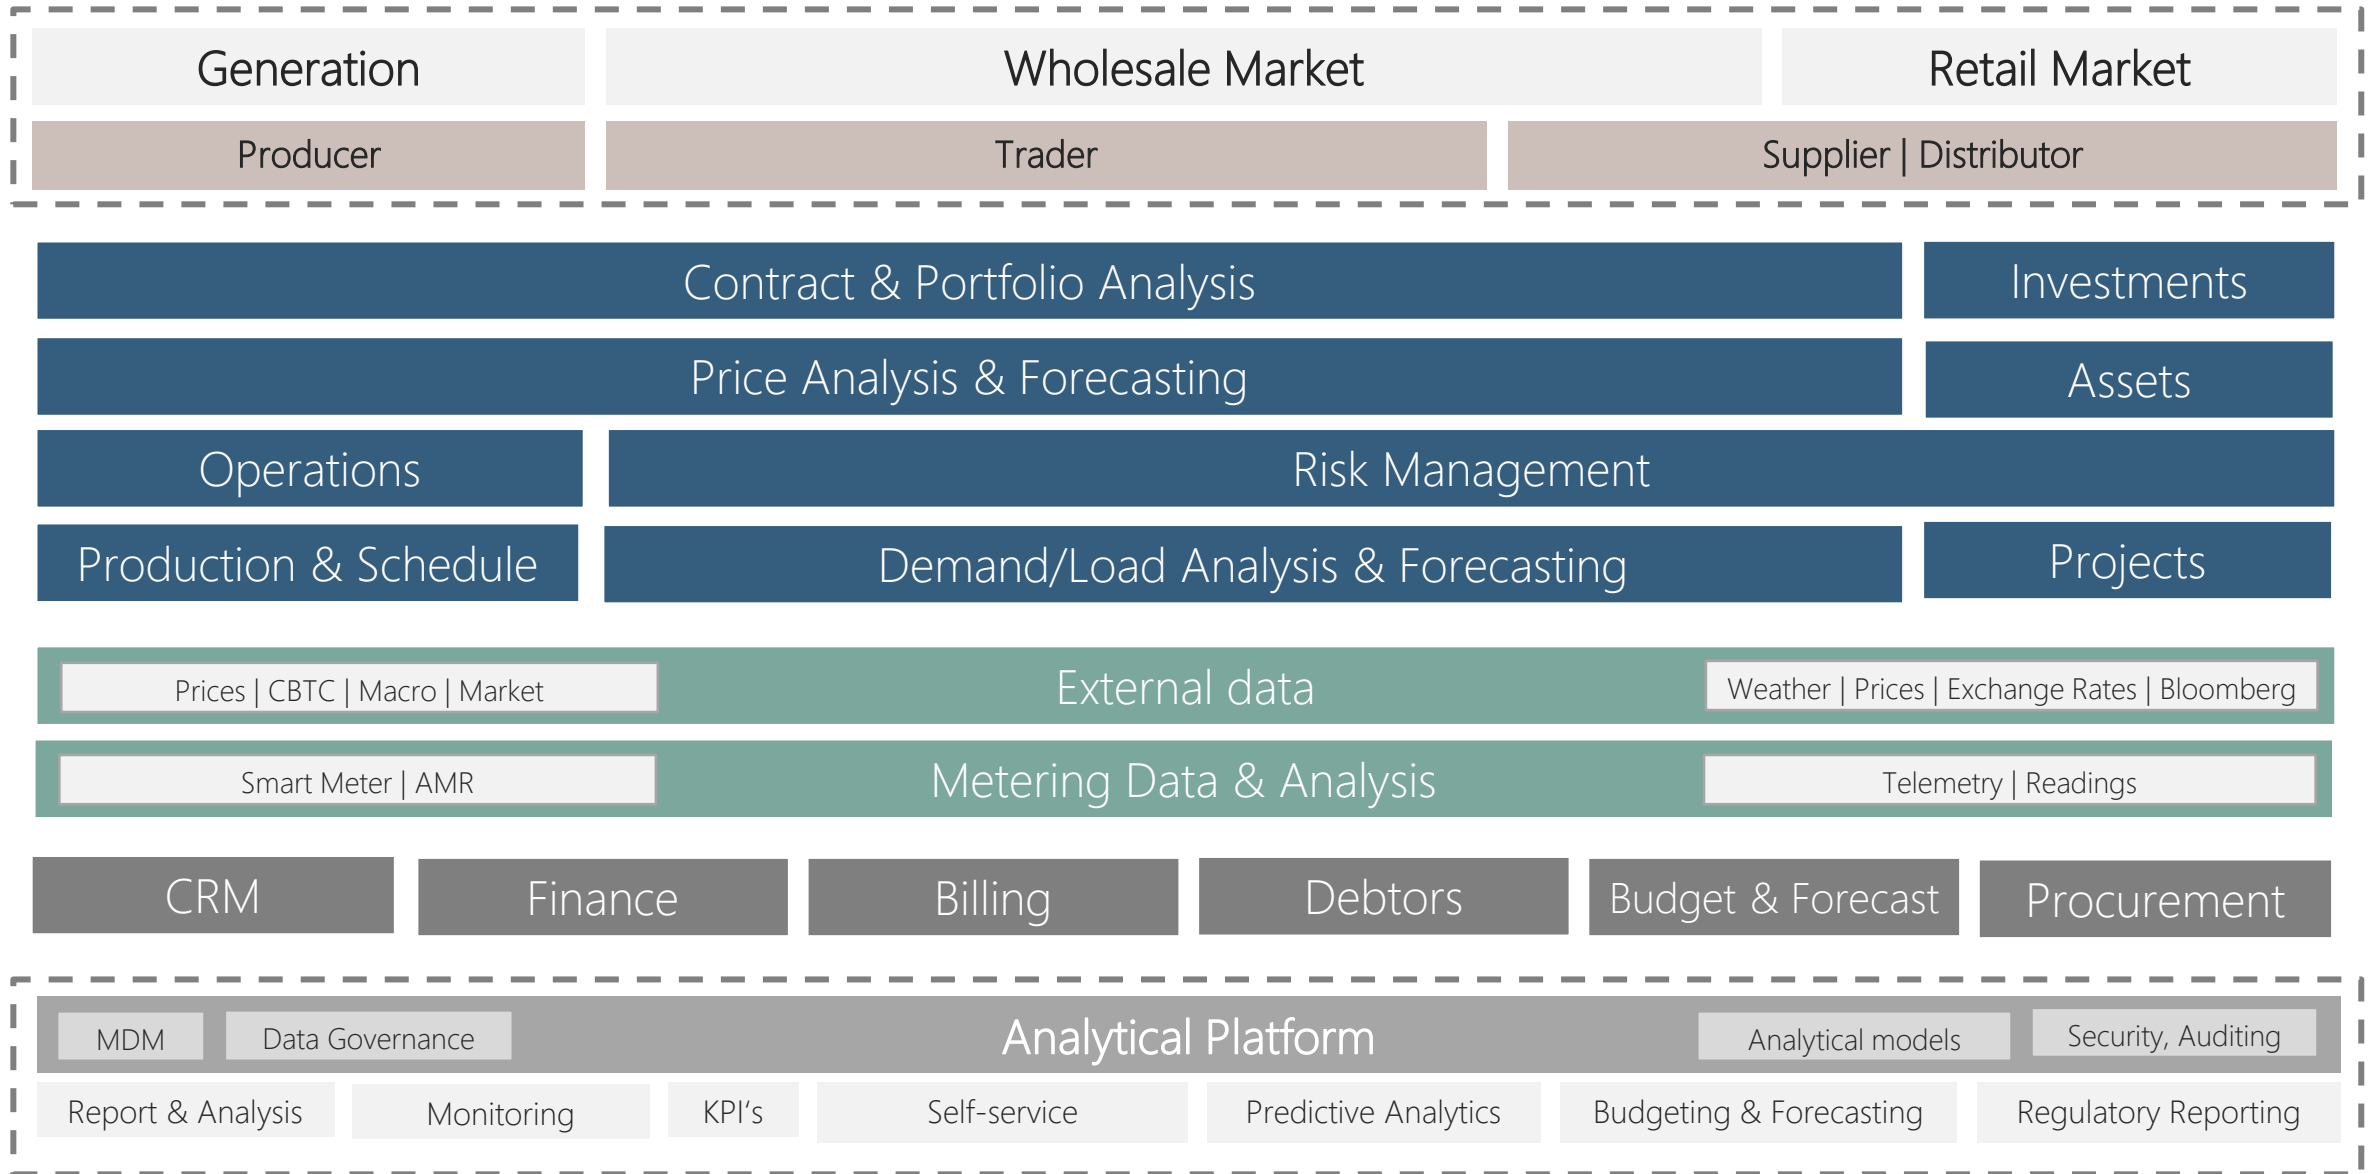 Generation
Wholesale Market
Retail Market
Producer
Trader
Supplier | Distributor
Contract & Portfolio Analysis
Investments
Price Analysis & Forecasting
Assets
Operations
Risk Management
Production & Schedule
Demand/Load Analysis & Forecasting
Projects
Prices | CBTC | Macro | Market
External data
Weather | Prices | Exchange Rates | Bloomberg
Smart Meter | AMR
Metering Data & Analysis
Telemetry | Readings
CRM
Finance
Billing
Debtors
Budget & Forecast
Procurement
MDM
Data Governance
Analytical Platform
Analytical models
Security, Auditing
Report & Analysis
Monitoring
KPI's
Self-service
Predictive Analytics
Budgeting & Forecasting
Regulatory Reporting